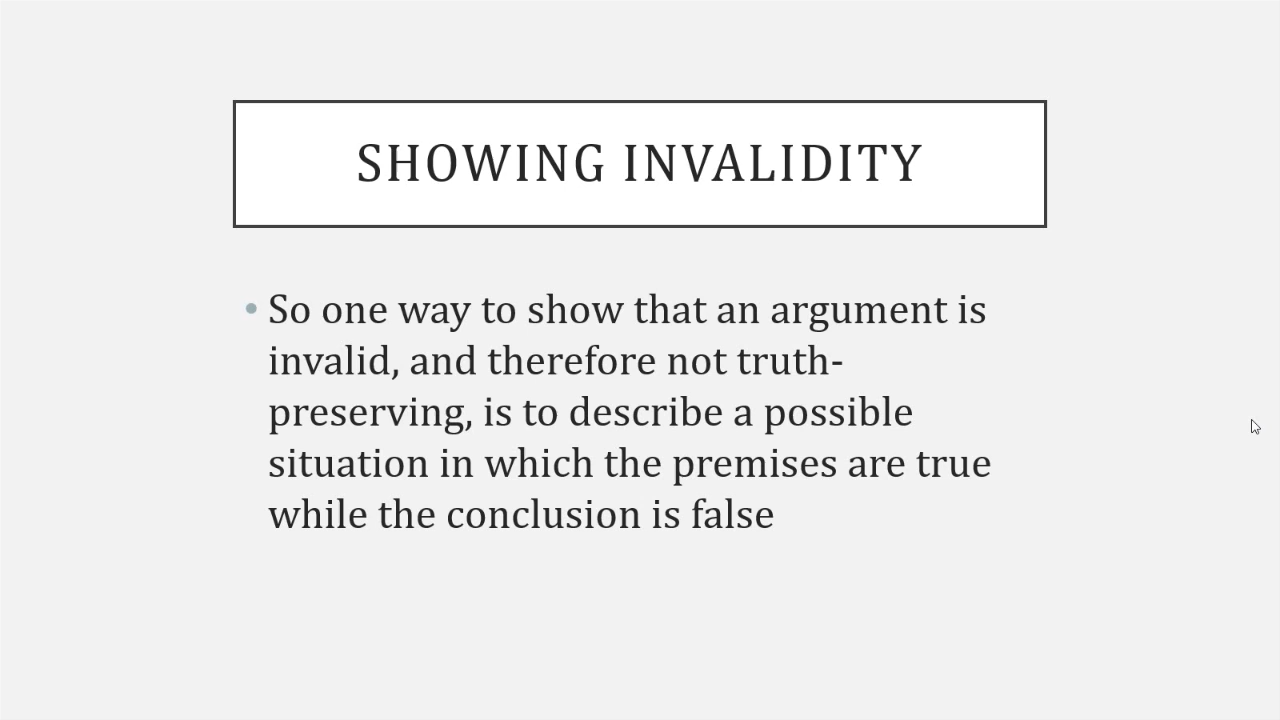 SHOWING INVALIDITY
• So one way to show that an argument is
invalid, and therefore not truth-
preserving, is to describe a possible
situation in which the premises are true
while the conclusion is false